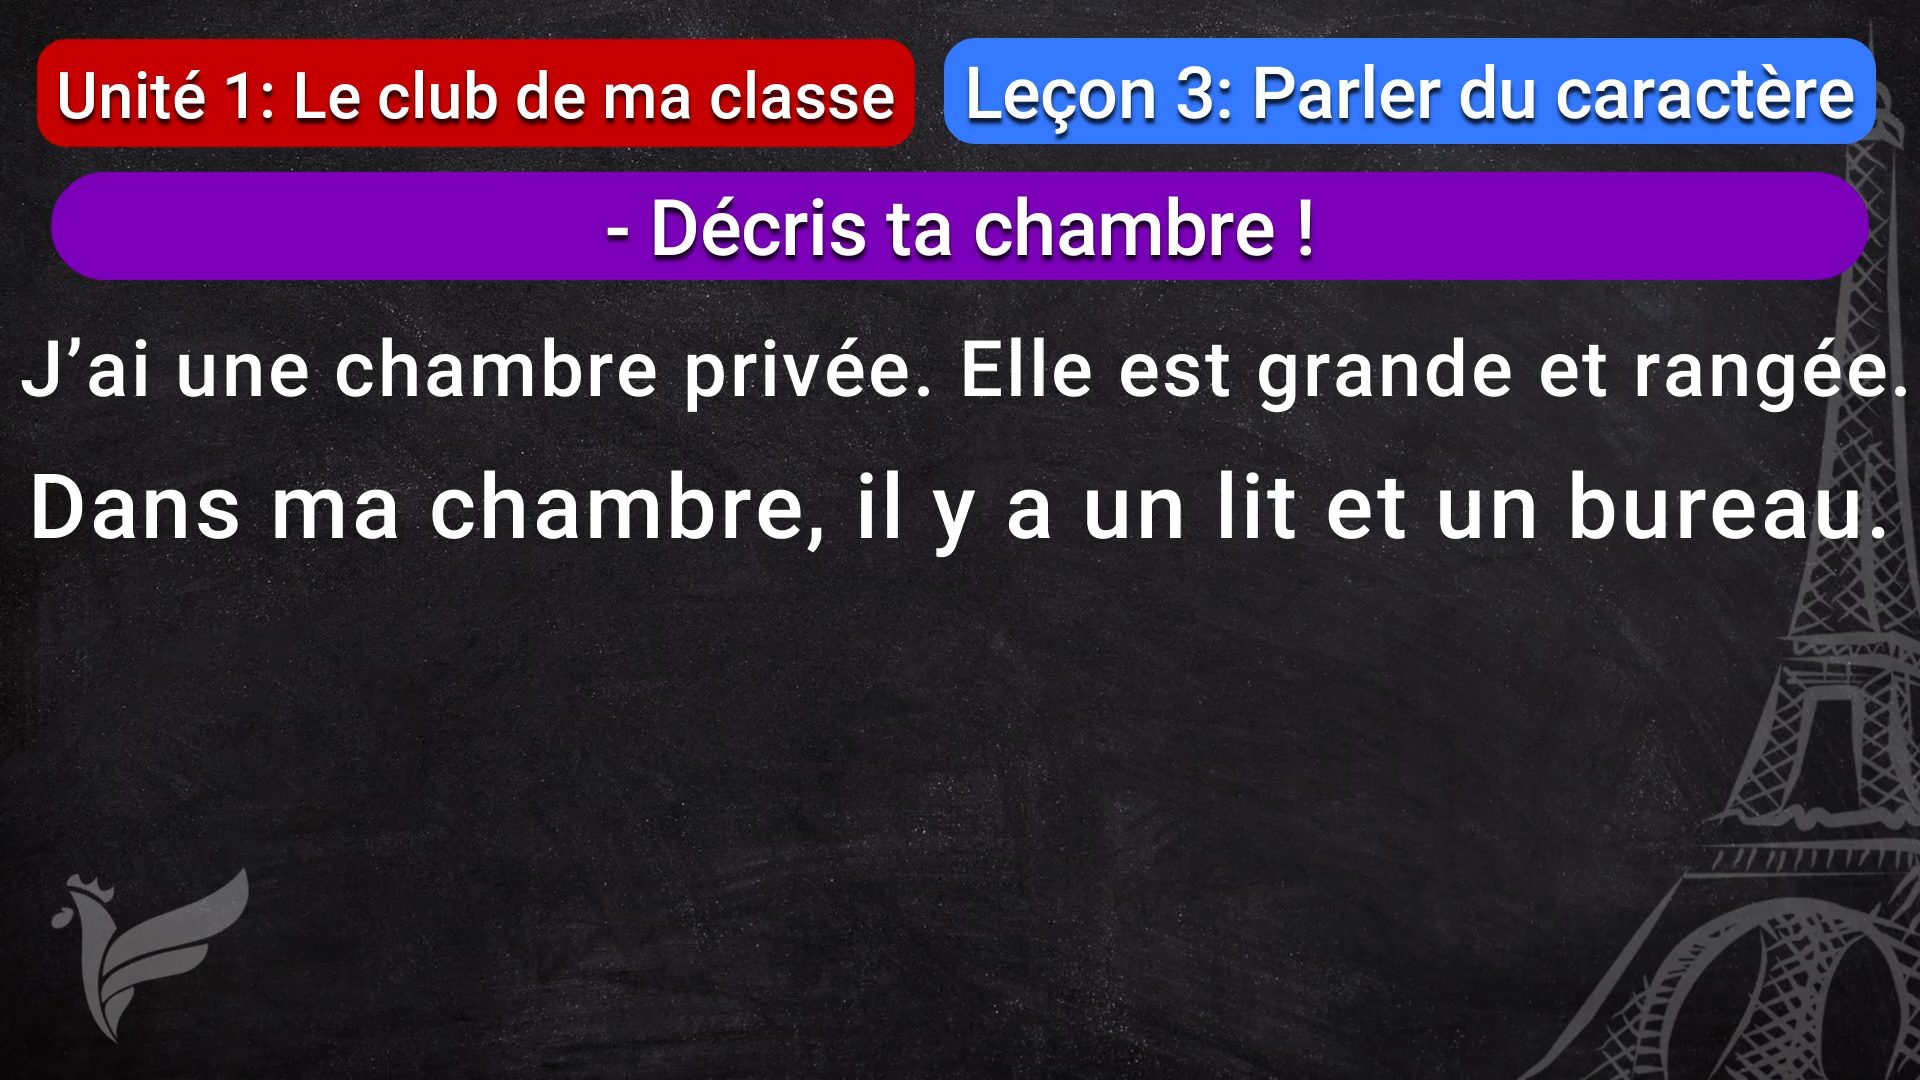 Unité 1: Le club de ma classe
Leçon 3: Parler du caractère
- Décris ta chambre !
J’ai une chambre privée. Elle est grande et rangée.
Dans ma chambre, il y a un lit et un bureau.